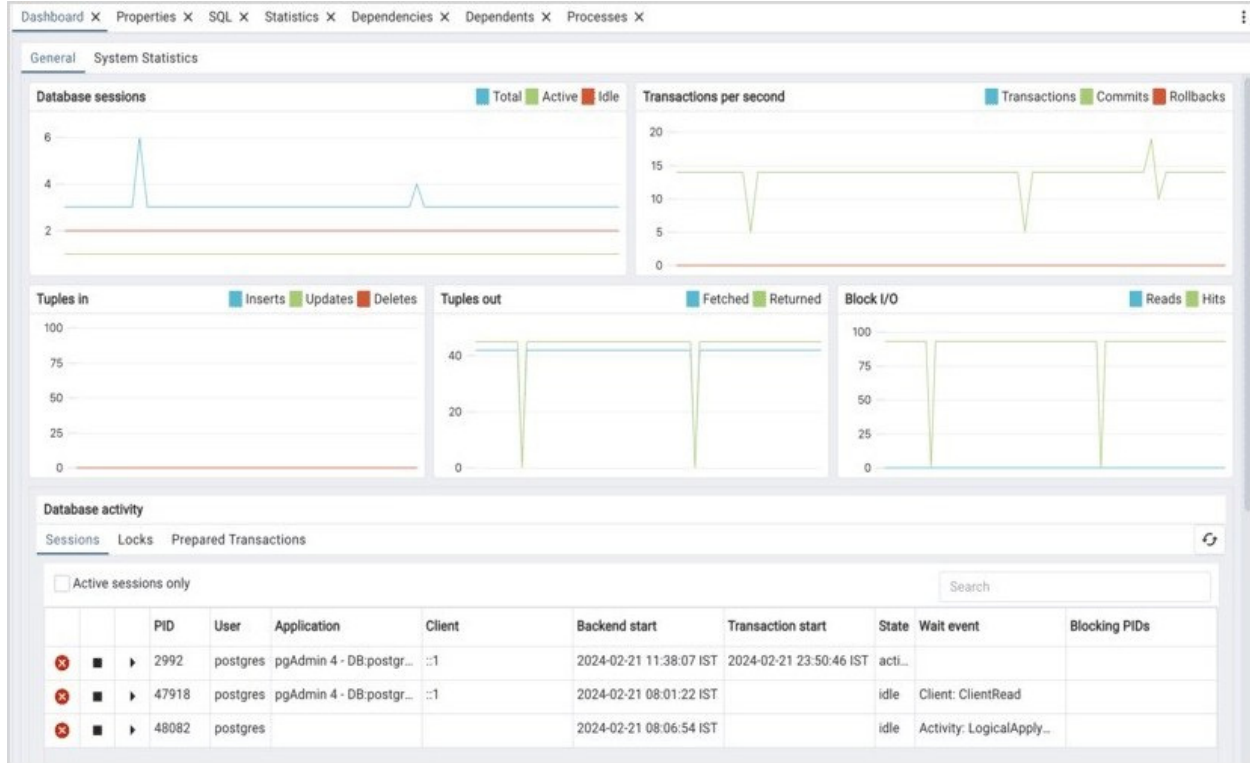 Dashboard Properties SQL Statistics Dependencies Dependents Processes
General System Statistics
Database sessions Total Active Idle
6
4
2
Transactions per second Transactions Commits Rollbacks
20
15
10
5
0
Tuples in Inserts Updates Deletes
100
75
50
25
0
Tuples out Fetched Returned
40
20
0
Block I/O Reads Hits
100
75
50
25
0
Database activity
Sessions Locks Prepared Transactions
Active sessions only Search
PID User Application Client Backend start Transaction start State Wait event Blocking PIDs
2992 postgres pgAdmin 4 - DB:postgr... ::1 2024-02-21 11:38:07 IST 2024-02-21 23:50:46 IST acti...
47918 postgres pgAdmin 4 - DB:postgr... ::1 2024-02-21 08:01:22 IST idle Client: ClientRead
48082 postgres 2024-02-21 08:06:54 IST idle Activity: LogicalApply...